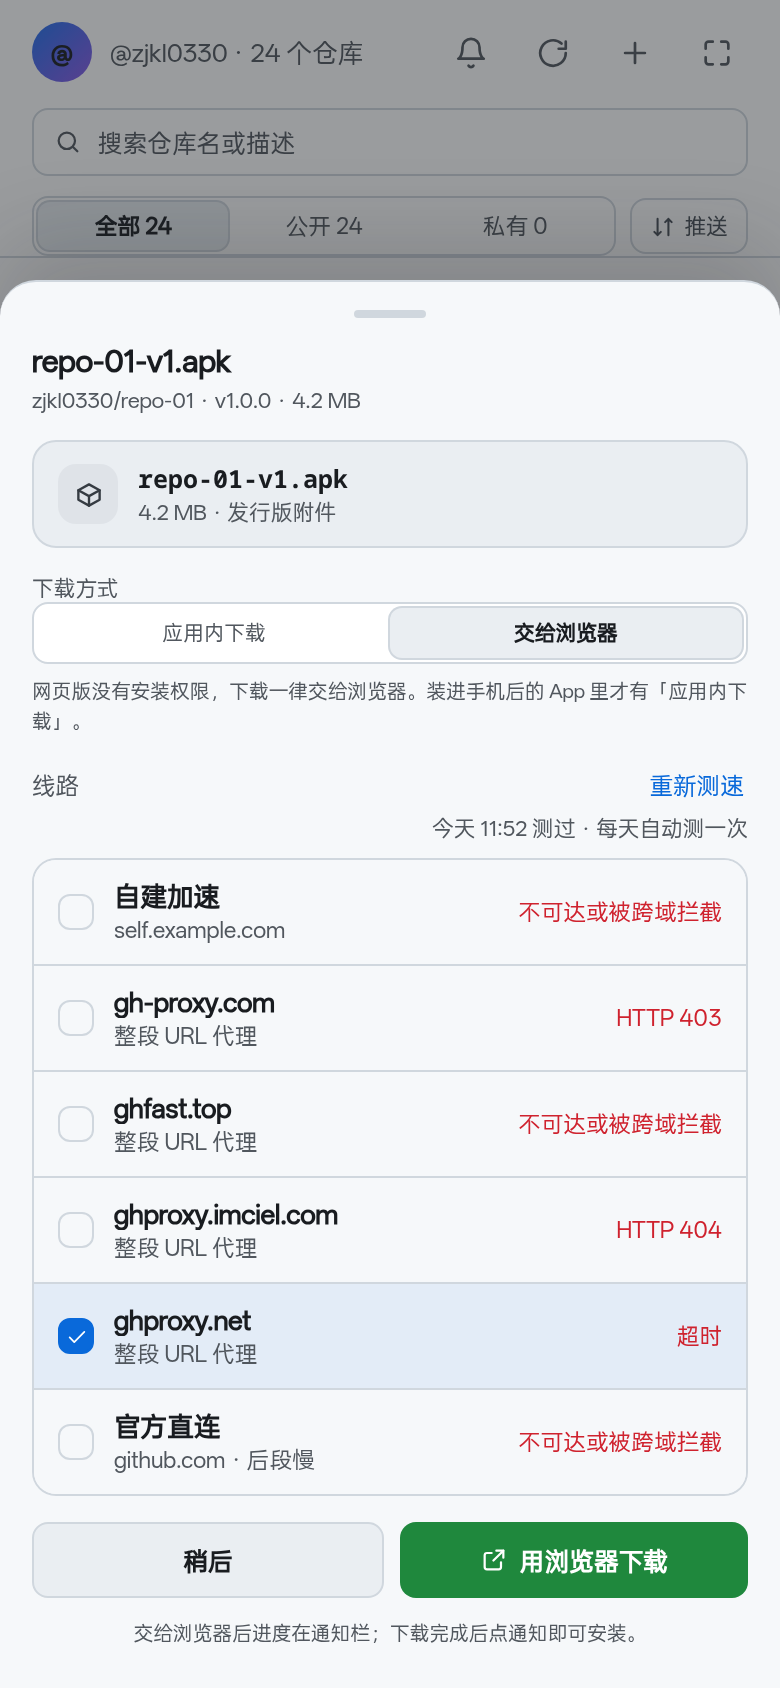 @ @zjkl0330 · 24 个仓库
搜索仓库名或描述
全部 24 公开 24 私有 0 推送
repo-01-v1.apk
zjkl0330/repo-01 · v1.0.0 · 4.2 MB
repo-01-v1.apk
4.2 MB · 发行版附件
下载方式
应用内下载 交给浏览器
网页版没有安装权限，下载一律交给浏览器。装进手机后的 App 里才有「应用内下
载」。
线路 重新测速
今天 11:52 测过 · 每天自动测一次
自建加速
self.example.com
不可达或被跨域拦截
gh-proxy.com
整段 URL 代理
HTTP 403
ghfast.top
整段 URL 代理
不可达或被跨域拦截
ghproxy.imciel.com
整段 URL 代理
HTTP 404
ghproxy.net
整段 URL 代理
超时
官方直连
github.com · 后段慢
不可达或被跨域拦截
稍后 用浏览器下载
交给浏览器后进度在通知栏；下载完成后点通知即可安装。